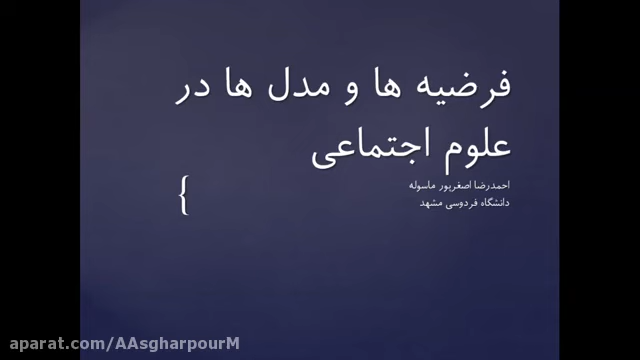 فرضیه ها و مدل ها در
علوم اجتماعی
احمدرضا اصغرپور ماسوله
دانشگاه فردوسی مشهد
}
aparat.com/AAsgharpourM